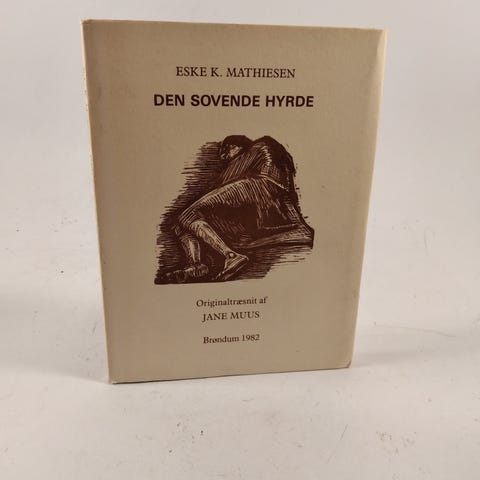 ESKE K. MATHIESEN
DEN SOVENDE HYRDE
Originaltræsnit af
JANE MUUS
Brøndum 1982